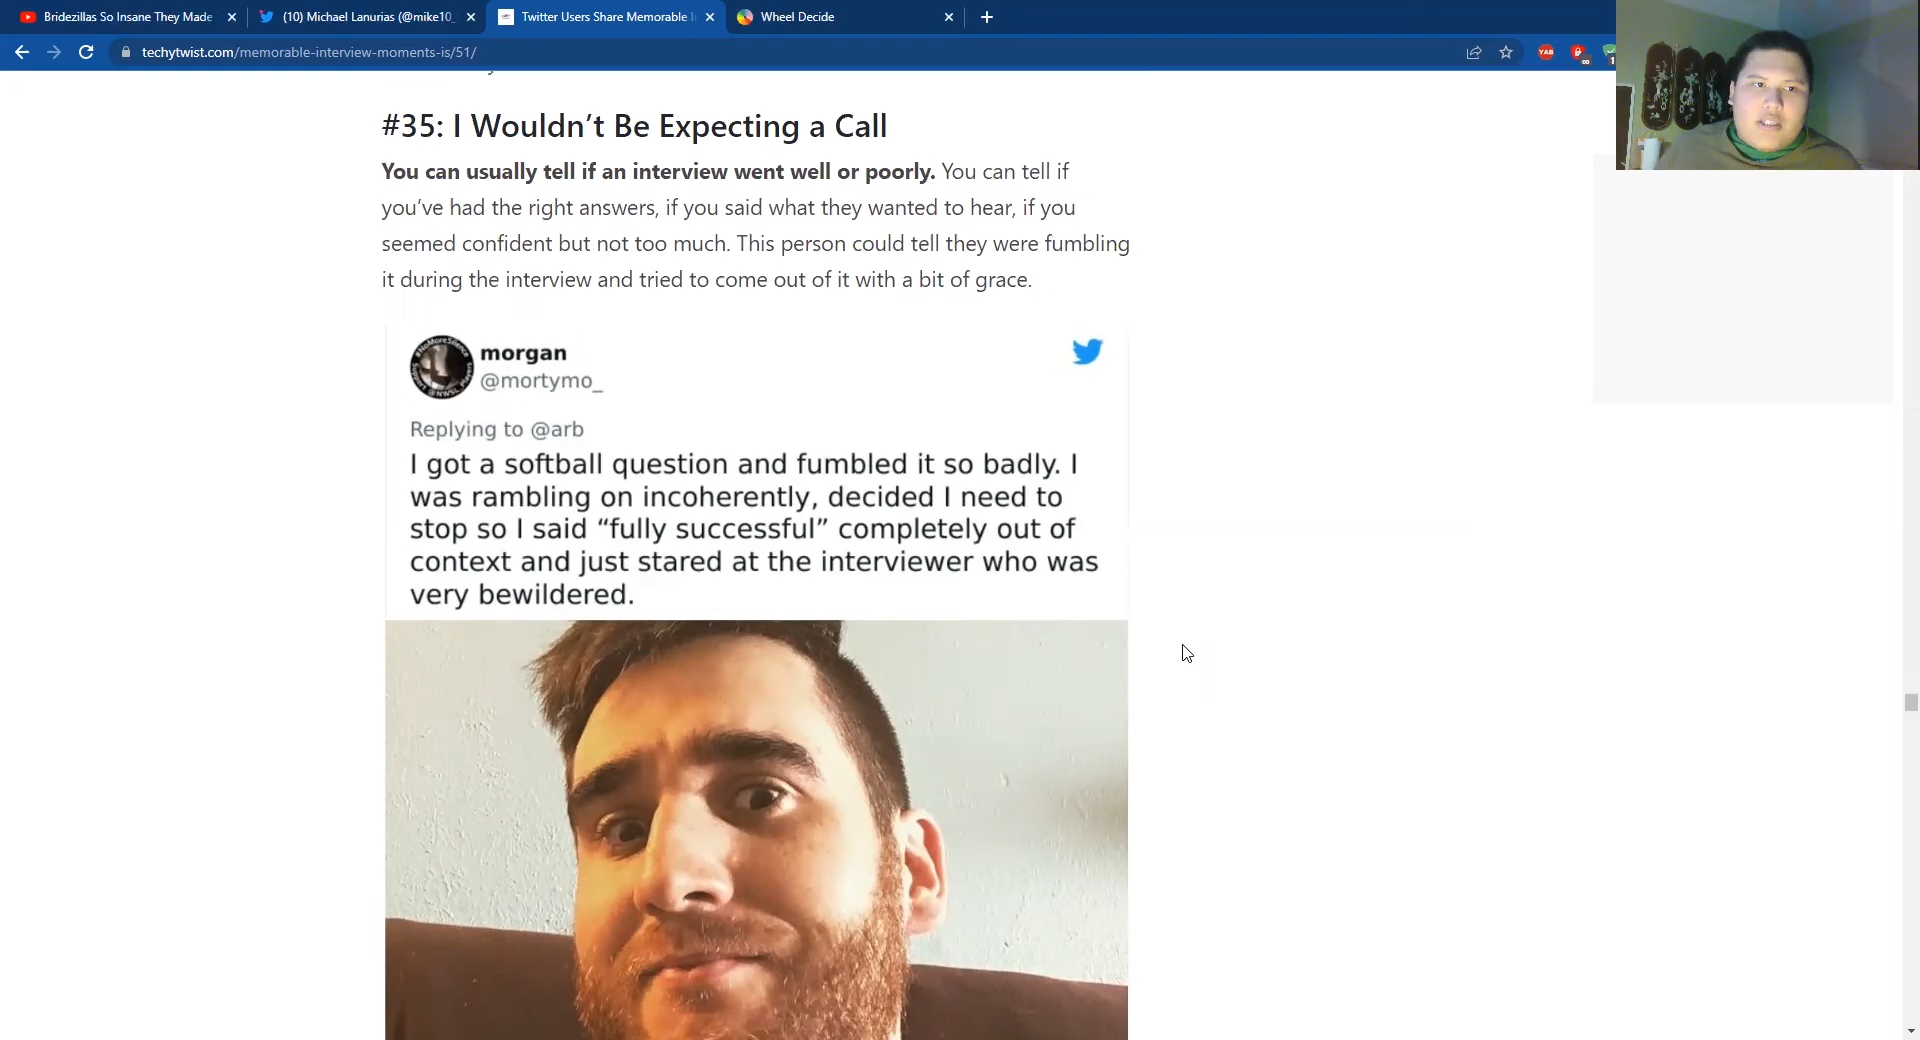 Bridezillas So Insane They Made
(10) Michael Lanurias (@mike10_
Twitter Users Share Memorable
Wheel Decide
techytwist.com/memorable-interview-moments-is/51/
YAB
#35: I Wouldn’t Be Expecting a Call
You can usually tell if an interview went well or poorly. You can tell if
you’ve had the right answers, if you said what they wanted to hear, if you
seemed confident but not too much. This person could tell they were fumbling
it during the interview and tried to come out of it with a bit of grace.
morgan
@mortymo_
Replying to @arb
I got a softball question and fumbled it so badly. I
was rambling on incoherently, decided I need to
stop so I said “fully successful” completely out of
context and just stared at the interviewer who was
very bewildered.